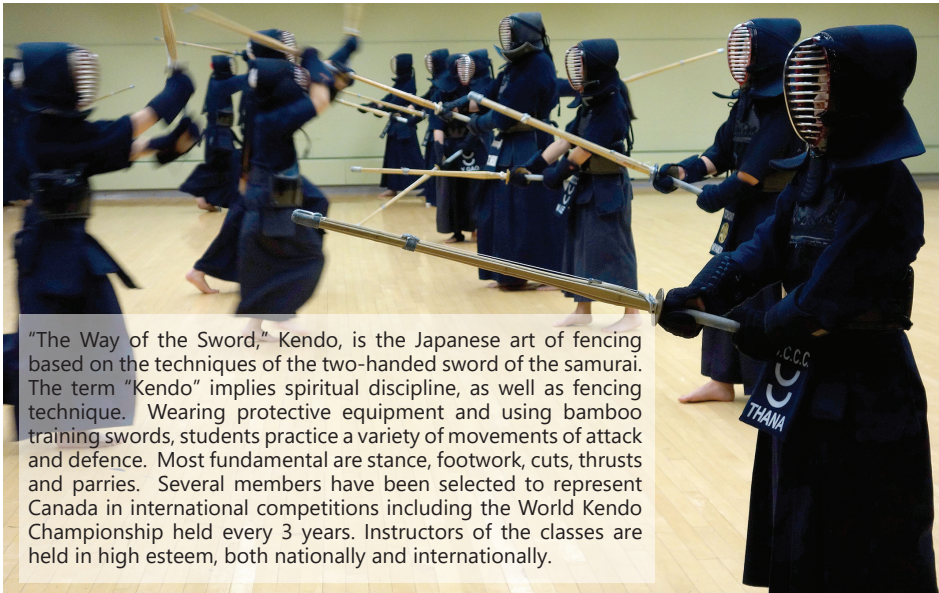 “The Way of the Sword,” Kendo, is the Japanese art of fencing
based on the techniques of the two-handed sword of the samurai.
The term “Kendo” implies spiritual discipline, as well as fencing
technique.  Wearing protective equipment and using bamboo
training swords, students practice a variety of movements of attack
and defence.  Most fundamental are stance, footwork, cuts, thrusts
and parries.  Several members have been selected to represent
Canada in international competitions including the World Kendo
Championship held every 3 years. Instructors of the classes are
held in high esteem, both nationally and internationally.
.C.C.C.
THANA